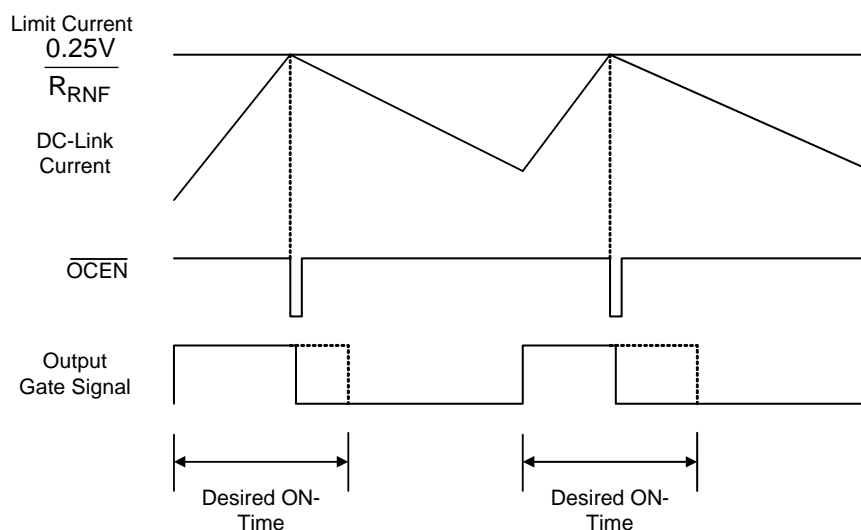 Limit Current
0.25V
RRNF
DC-Link
Current
OCEN
Output
Gate Signal
Desired ON-
Time
Desired ON-
Time